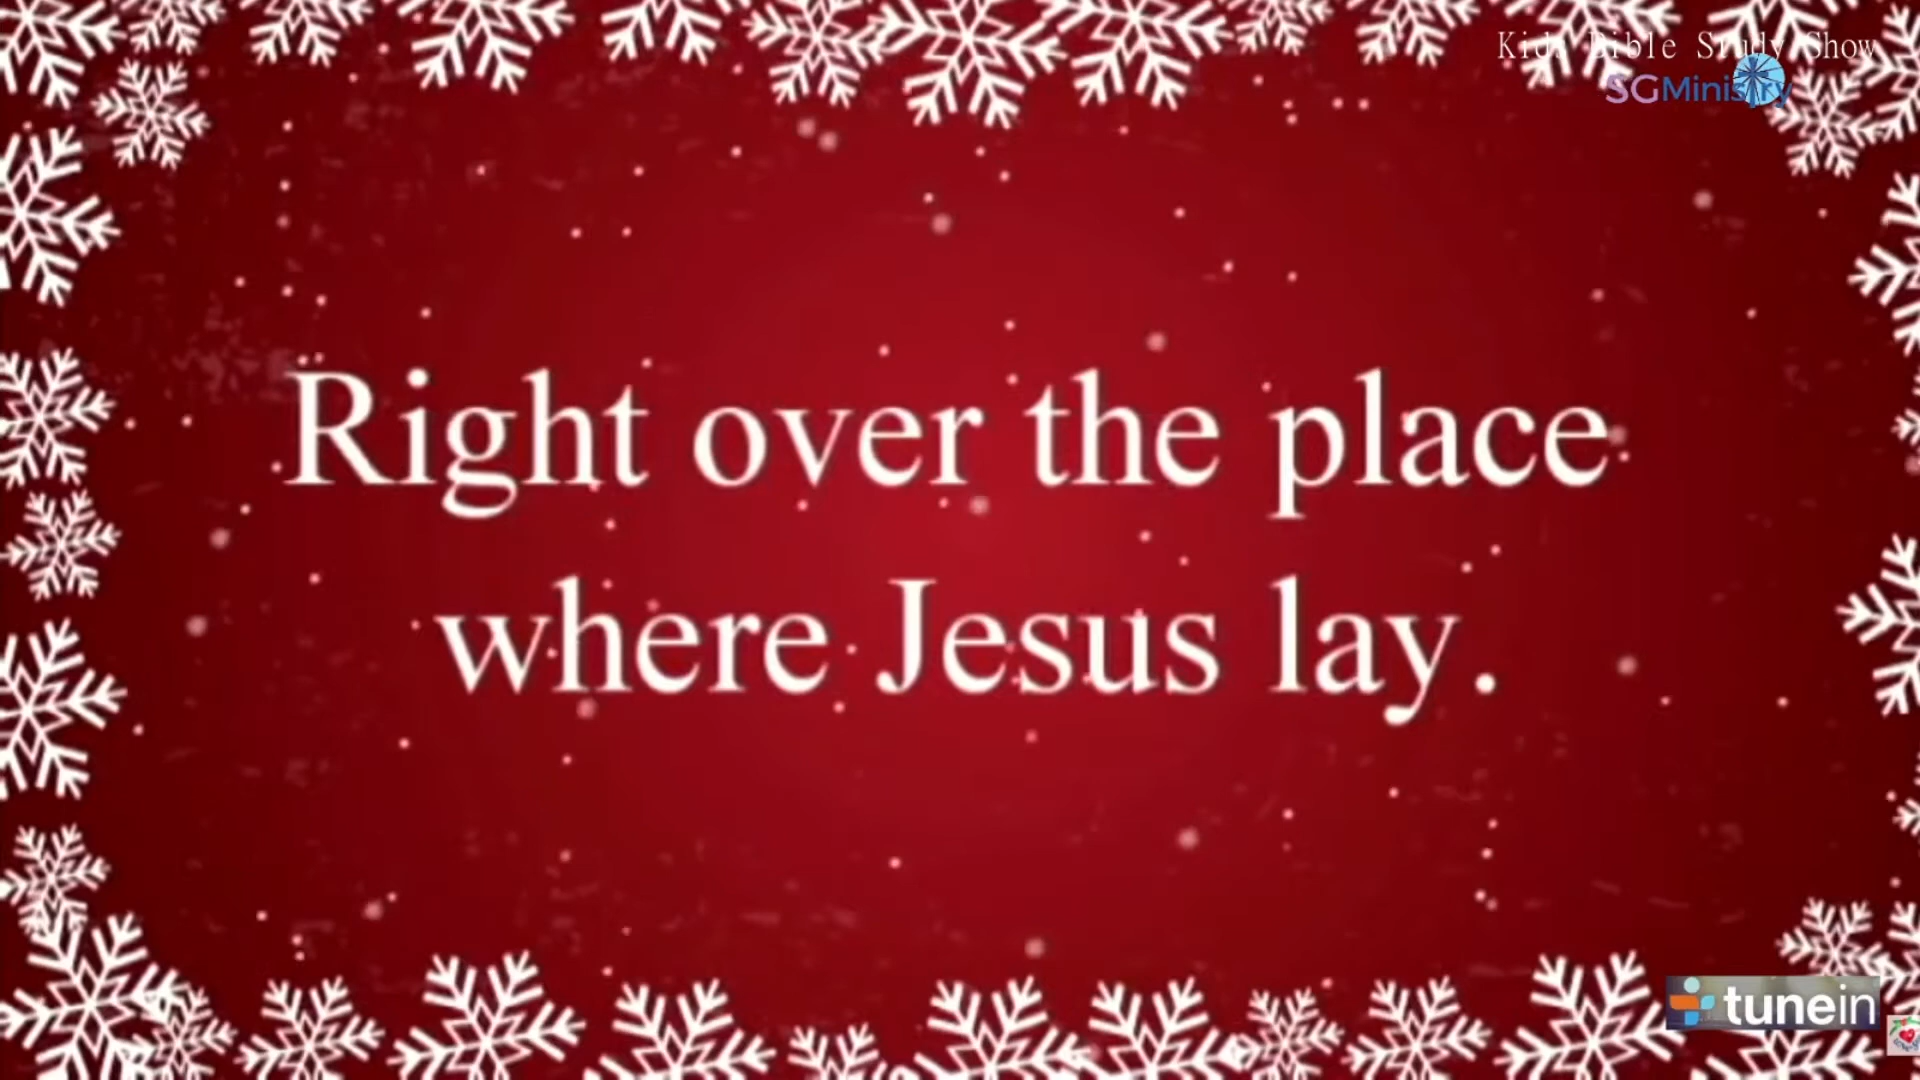 Kids Bible Study Show
SGMinistry
Right over the place
where Jesus lay.
tunein